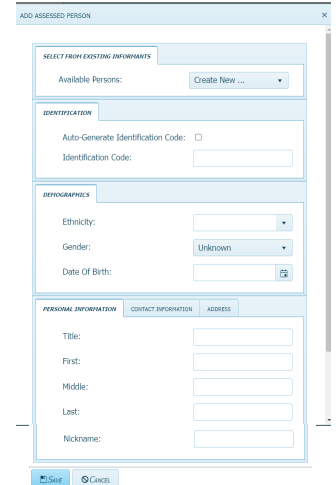 ADD ASSESSED PERSON
SELECT FROM EXISTING INFORMANTS
Available Persons: Create New ...
IDENTIFICATION
Auto-Generate Identification Code:
Identification Code:
DEMOGRAPHICS
Ethnicity:
Gender: Unknown
Date Of Birth:
PERSONAL INFORMATION CONTACT INFORMATION ADDRESS
Title:
First:
Middle:
Last:
Nickname:
SAVE CANCEL